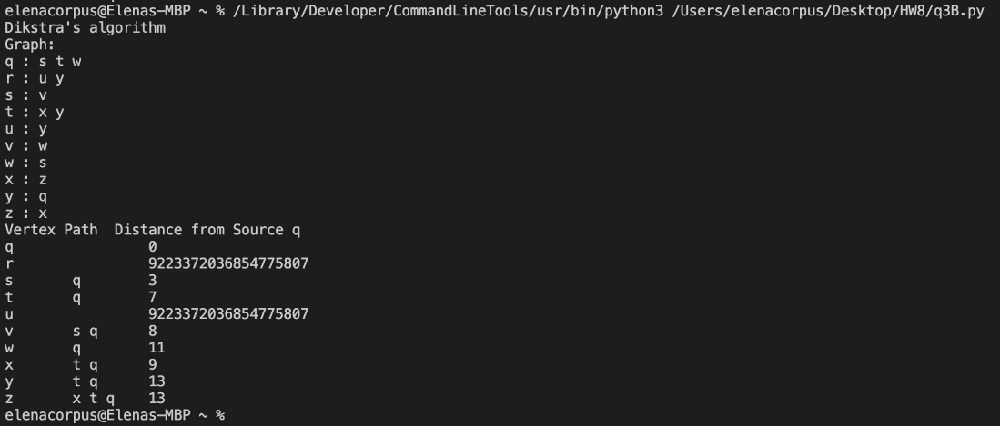 elenacorpus@Elenas-MBP ~ % /Library/Developer/CommandLineTools/usr/bin/python3 /Users/elenacorpus/Desktop/HW8/q3B.py
Dikstra's algorithm
Graph:
q : s t w
r : u y
s : v
t : x y
u : y
v : w
w : s
x : z
y : q
z : x
Vertex Path  Distance from Source q
q                0
r                9223372036854775807
s       q        3
t       q        7
u                9223372036854775807
v       s q      8
w       q        11
x       t q      9
y       t q      13
z       x t q    13
elenacorpus@Elenas-MBP ~ %